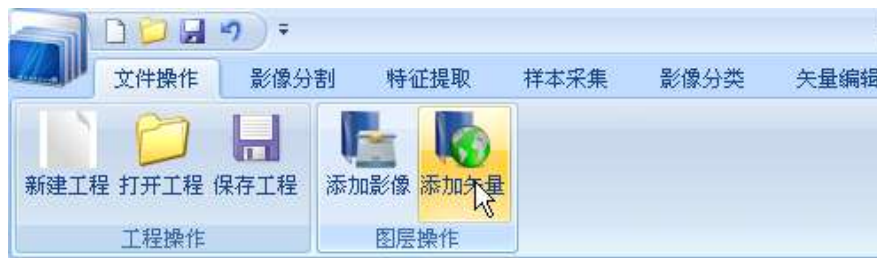 文件操作 影像分割 特征提取 样本采集 影像分类 矢量编辑
新建工程 打开工程 保存工程 添加影像 添加矢量
工程操作 图层操作